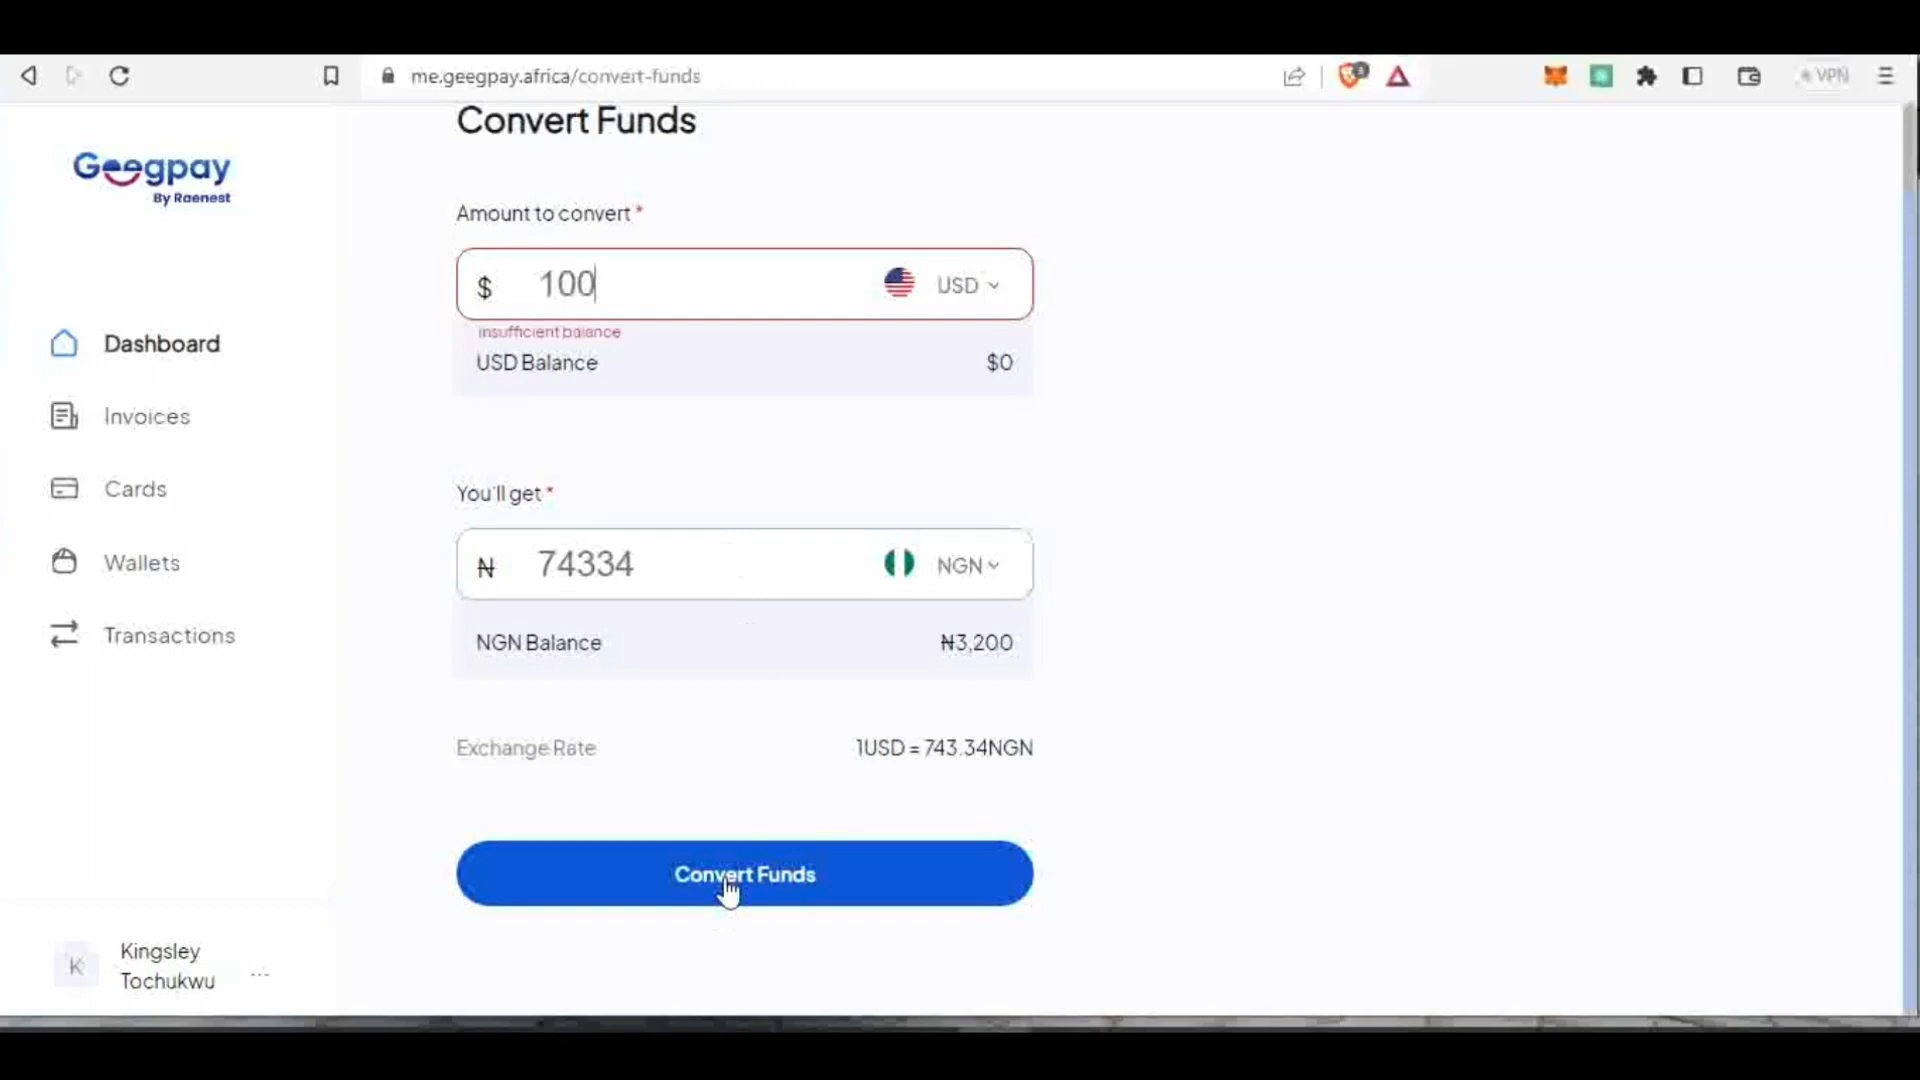 me.geegpay.africa/convert-funds
VPN
Geegpay
By Raenest
Dashboard
Invoices
Cards
Wallets
Transactions
K
Kingsley
Tochukwu
...
Convert Funds
Amount to convert *
$ 100 USD
insufficient balance
USD Balance $0
You'll get *
₦ 74334 NGN
NGN Balance ₦3,200
Exchange Rate 1USD = 743.34NGN
Convert Funds